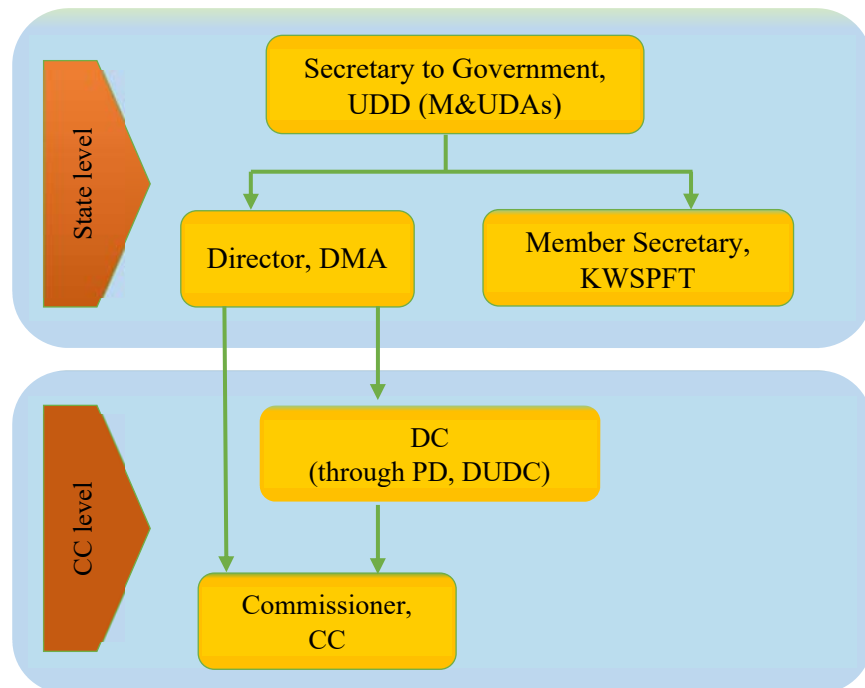 State level
Secretary to Government,
UDD (M&UDAs)
Director, DMA
Member Secretary,
KWSPFT
CC level
DC
(through PD, DUDC)
Commissioner,
CC